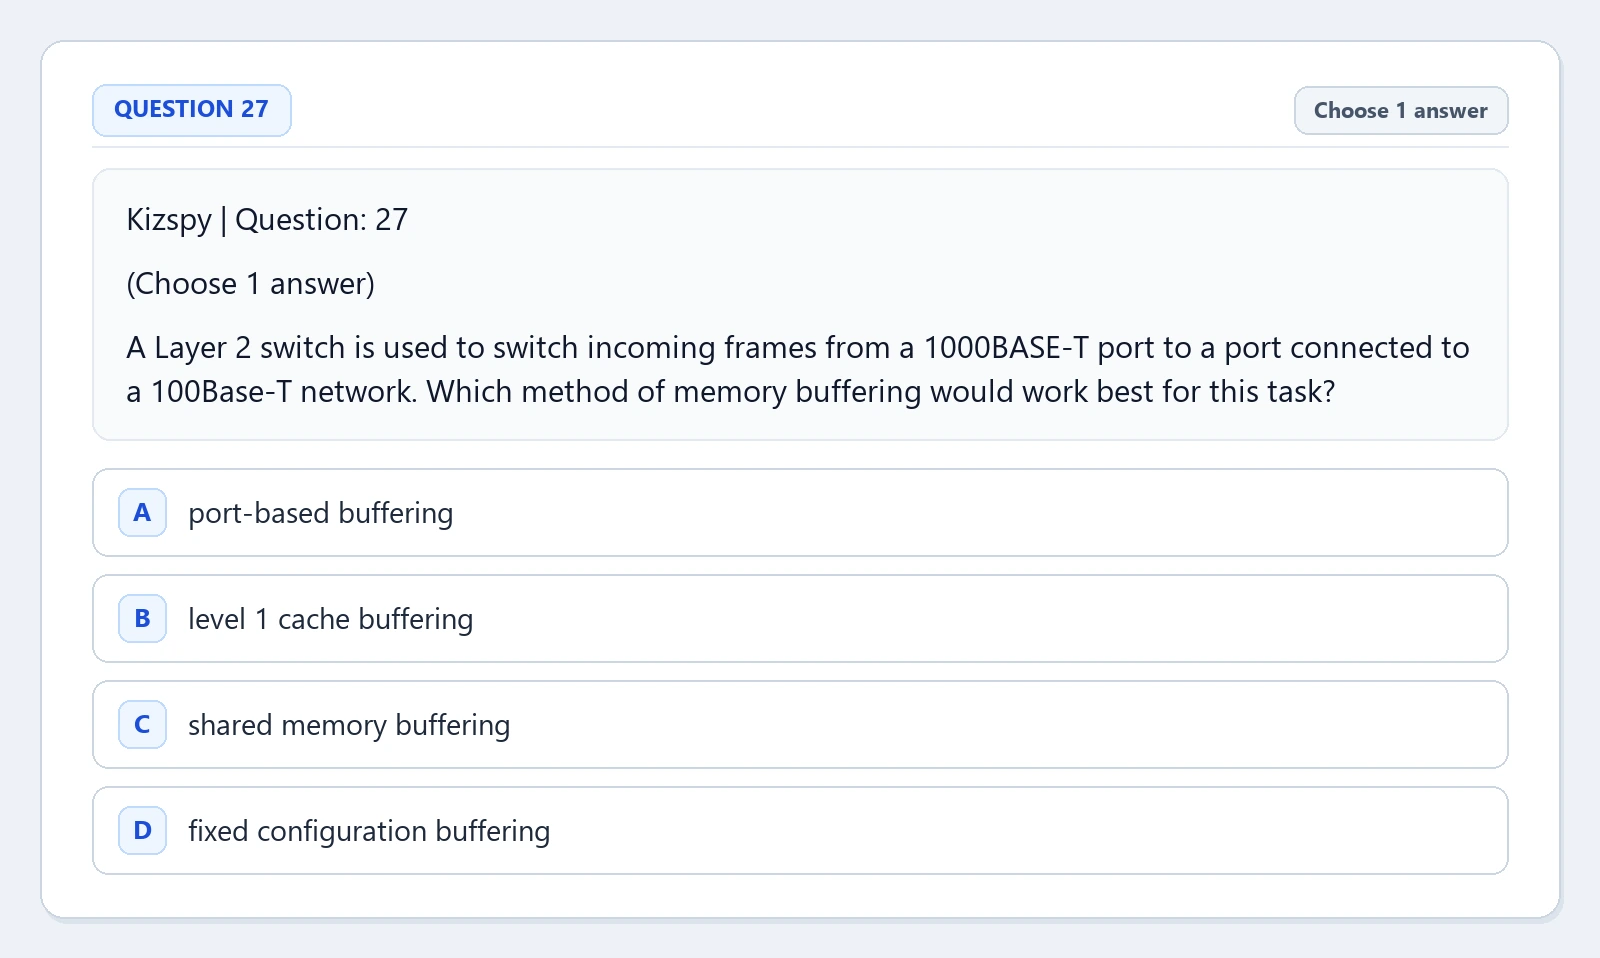 QUESTION 27
Choose 1 answer
Kizspy | Question: 27
(Choose 1 answer)
A Layer 2 switch is used to switch incoming frames from a 1000BASE-T port to a port connected to
a 100Base-T network. Which method of memory buffering would work best for this task?
A port-based buffering
B level 1 cache buffering
C shared memory buffering
D fixed configuration buffering